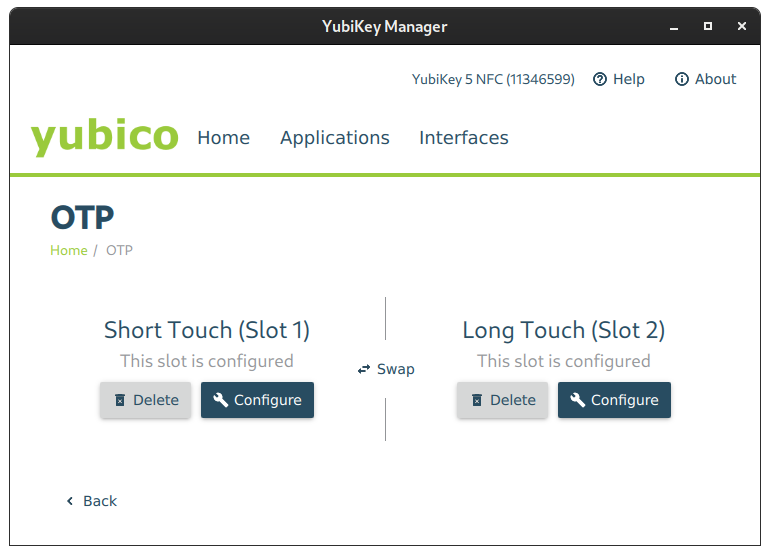 YubiKey Manager
YubiKey 5 NFC (11346599) Help About
yubico Home Applications Interfaces
OTP
Home / OTP
Short Touch (Slot 1)
This slot is configured
Delete Configure
Swap
Long Touch (Slot 2)
This slot is configured
Delete Configure
Back